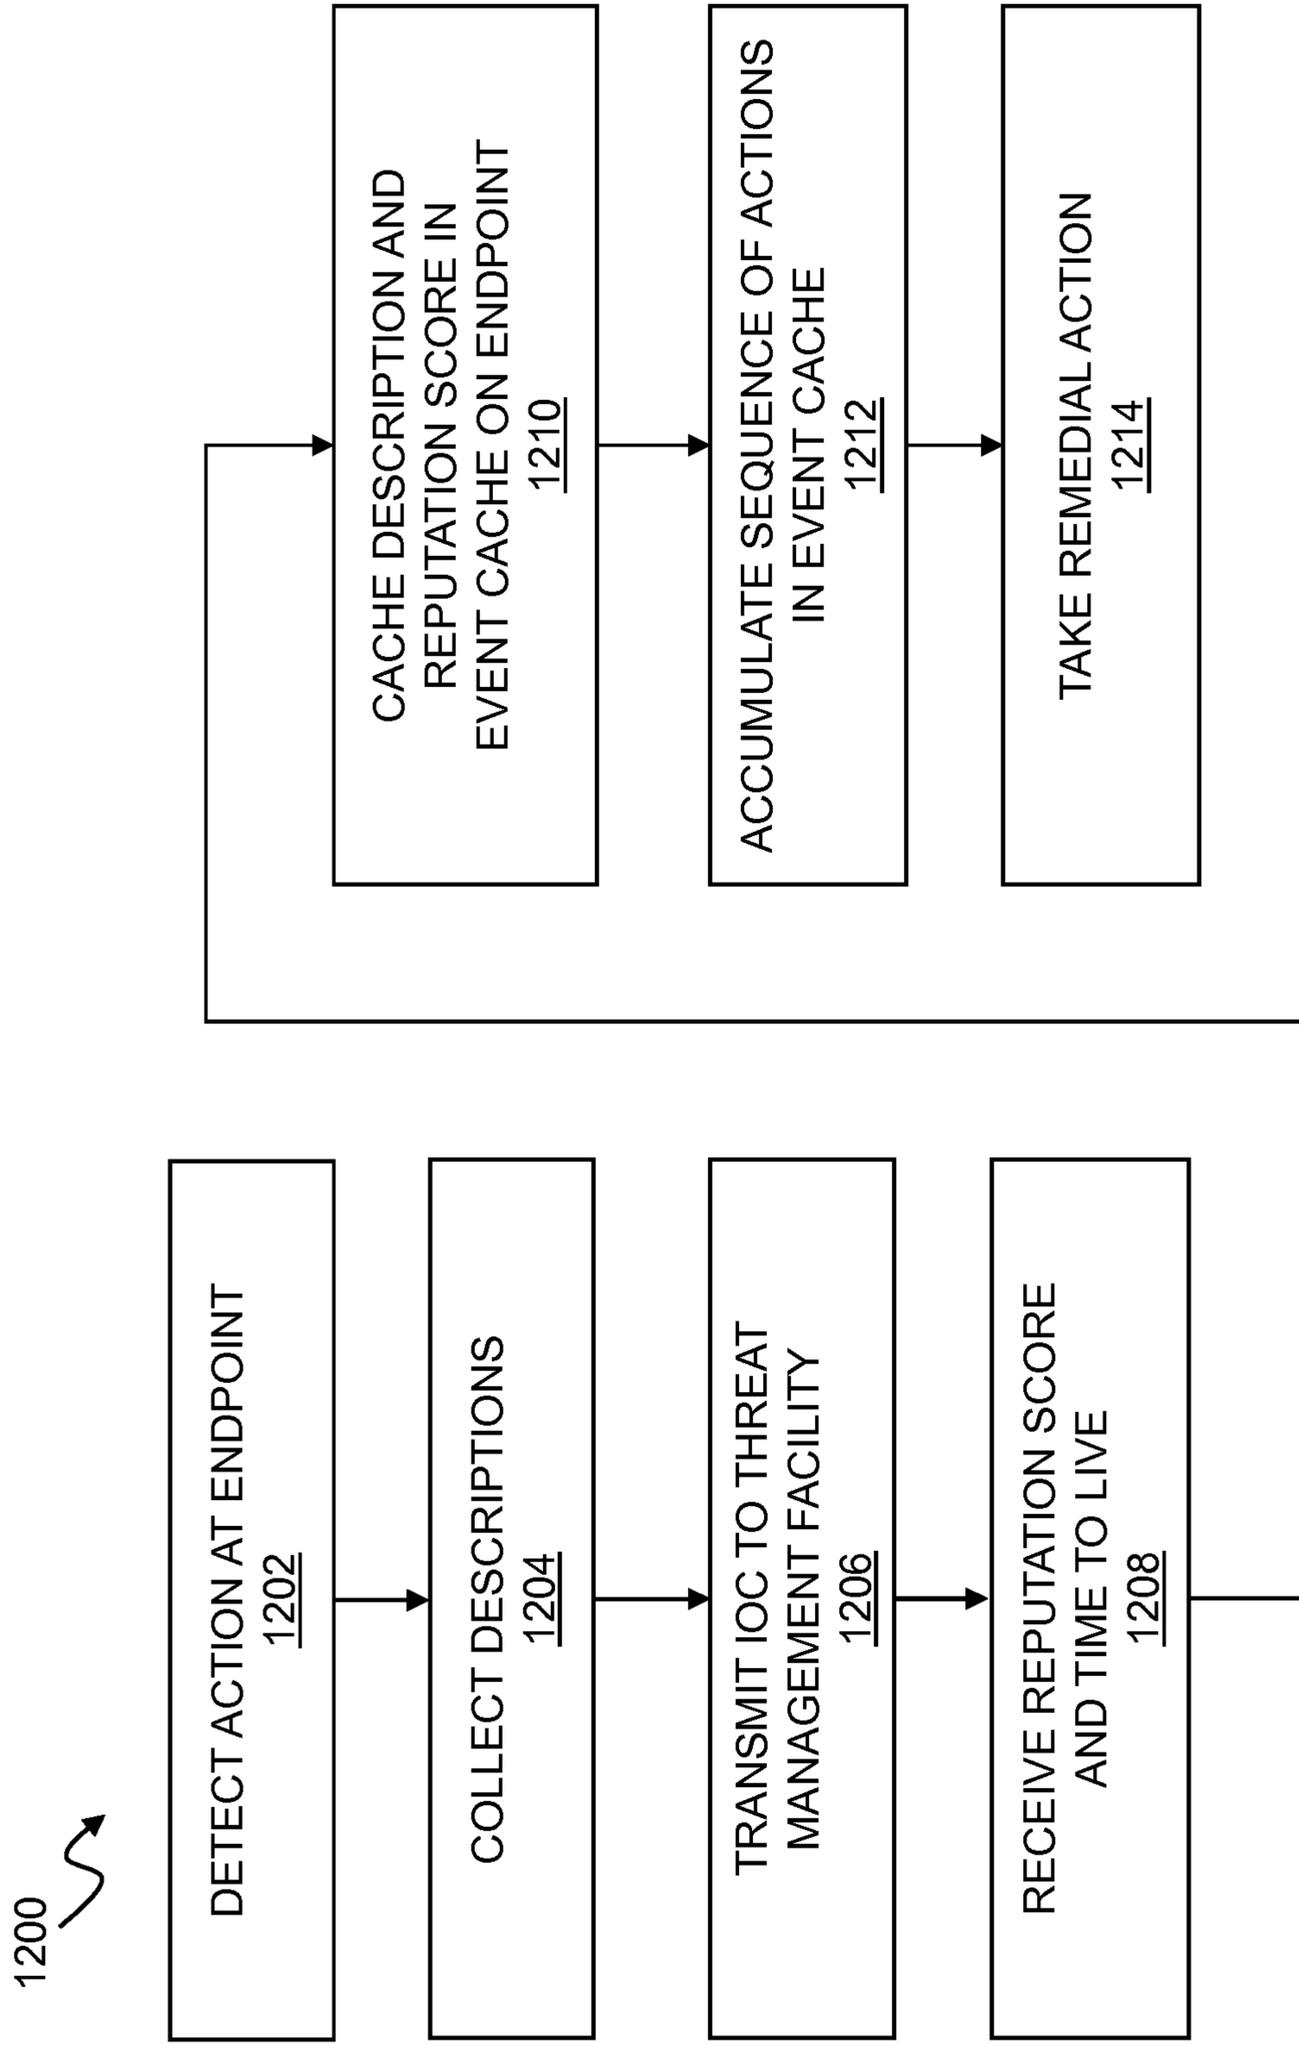 1200
DETECT ACTION AT ENDPOINT
1202
COLLECT DESCRIPTIONS
1204
TRANSMIT IOC TO THREAT
MANAGEMENT FACILITY
1206
RECEIVE REPUTATION SCORE
AND TIME TO LIVE
1208
CACHE DESCRIPTION AND
REPUTATION SCORE IN
EVENT CACHE ON ENDPOINT
1210
ACCUMULATE SEQUENCE OF ACTIONS
IN EVENT CACHE
1212
TAKE REMEDIAL ACTION
1214